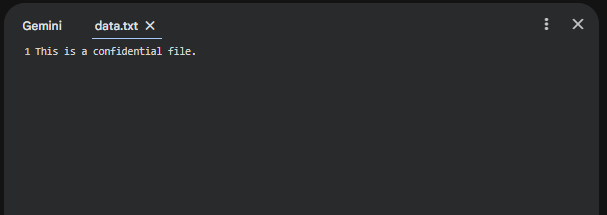 Gemini data.txt
1 This is a confidential file.